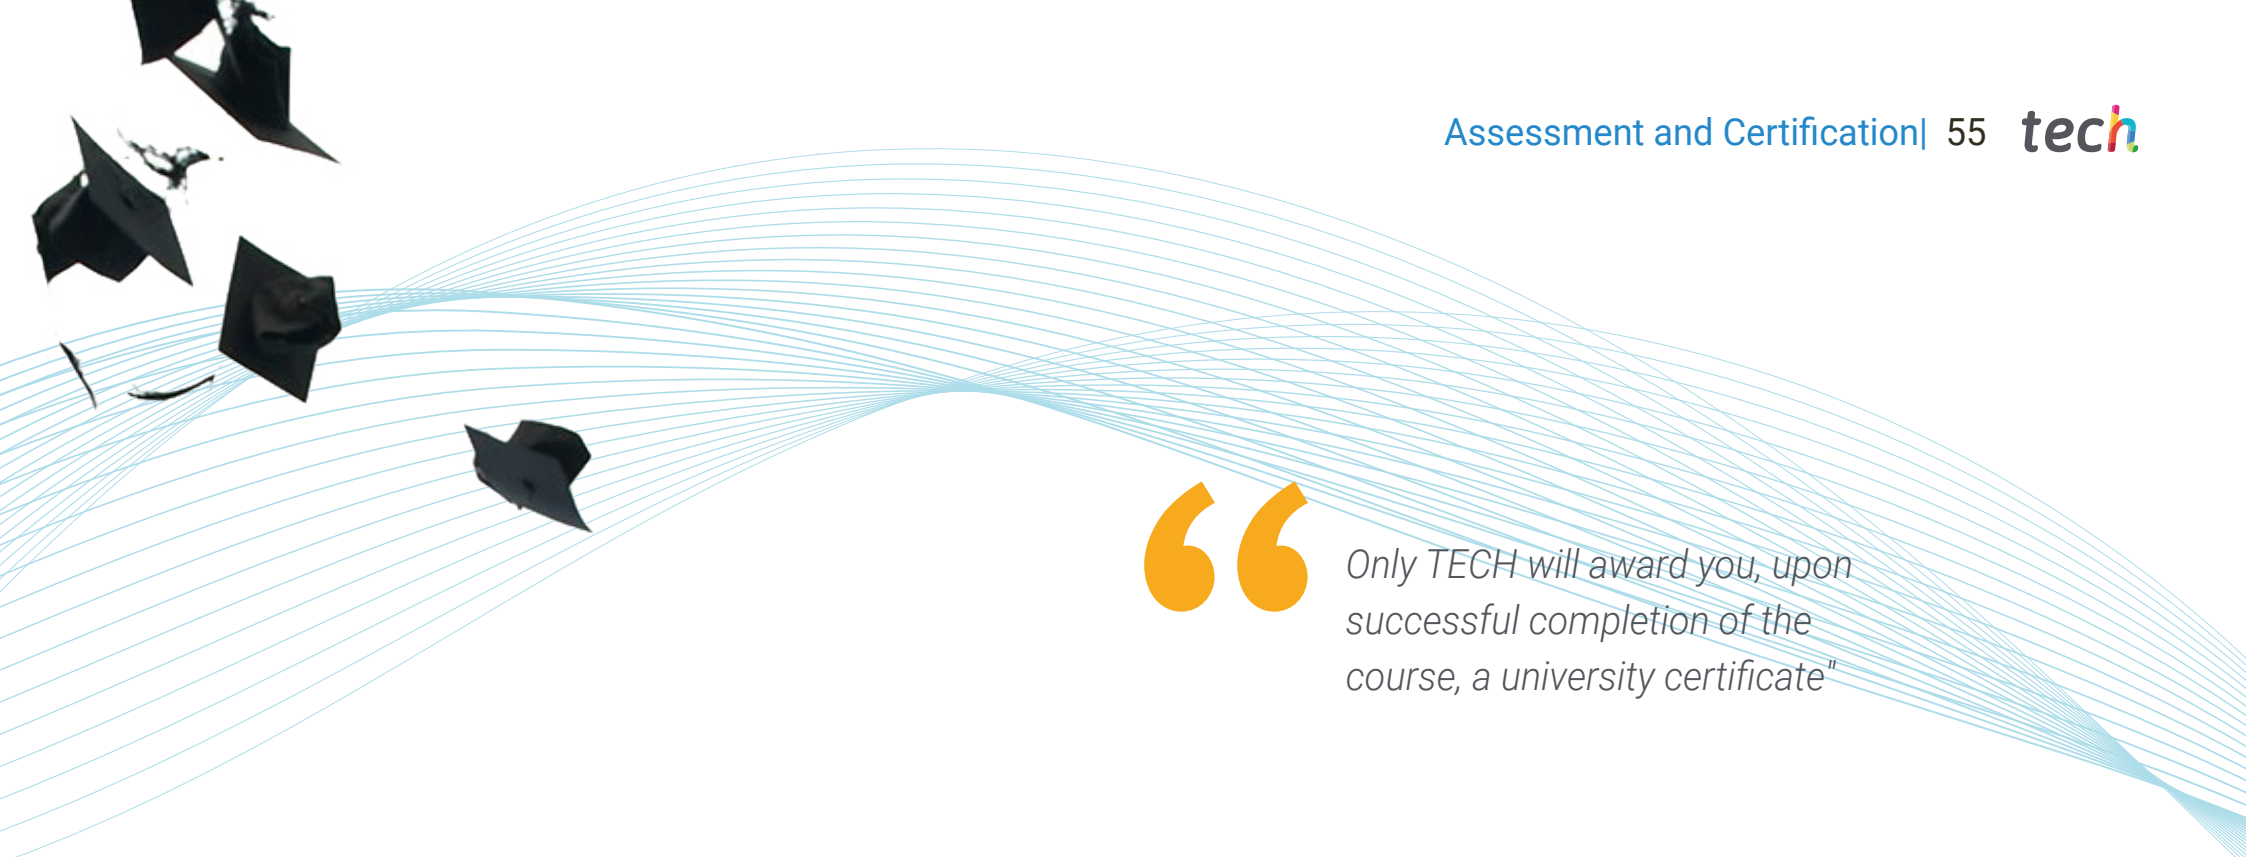 Assessment and Certification| 55 tech
“Only TECH will award you, upon
successful completion of the
course, a university certificate"